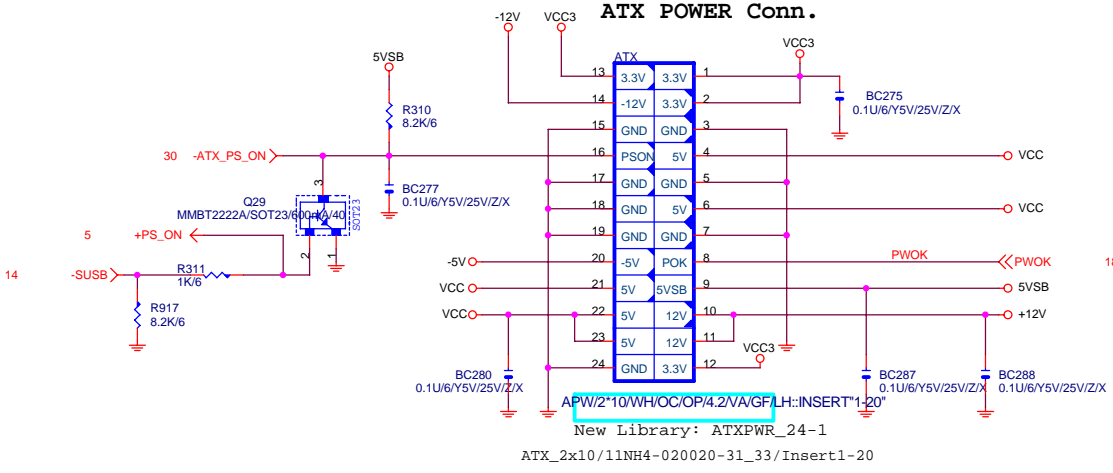 ATX POWER Conn.
-12V
VCC3
VCC3
5VSB
ATX
13 3.3V 3.3V 1
14 -12V 3.3V 2
15 GND GND 3
16 PSON 5V 4
17 GND GND 5
18 GND 5V 6
19 GND GND 7
20 -5V POK 8
21 5V 5VSB 9
22 5V 12V 10
23 5V 12V 11
24 GND 3.3V 12
BC275
0.1U/6/Y5V/25V/Z/X
R310
8.2K/6
30 -ATX_PS_ON
VCC
BC277
0.1U/6/Y5V/25V/Z/X
Q29
MMBT2222A/SOT23/600mA/40
SOT23
3
2
1
VCC
5 +PS_ON
14 -SUSB
R311
1K/6
R917
8.2K/6
-5V
VCC
VCC
PWOK
PWOK
18
5VSB
+12V
VCC3
BC280
0.1U/6/Y5V/25V/Z/X
BC287
0.1U/6/Y5V/25V/Z/X
BC288
0.1U/6/Y5V/25V/Z/X
APW/2*10/WH/OC/OP/4.2/VA/GF/LH::INSERT"1-20"
New Library: ATXPWR_24-1
ATX_2x10/11NH4-020020-31_33/Insert1-20